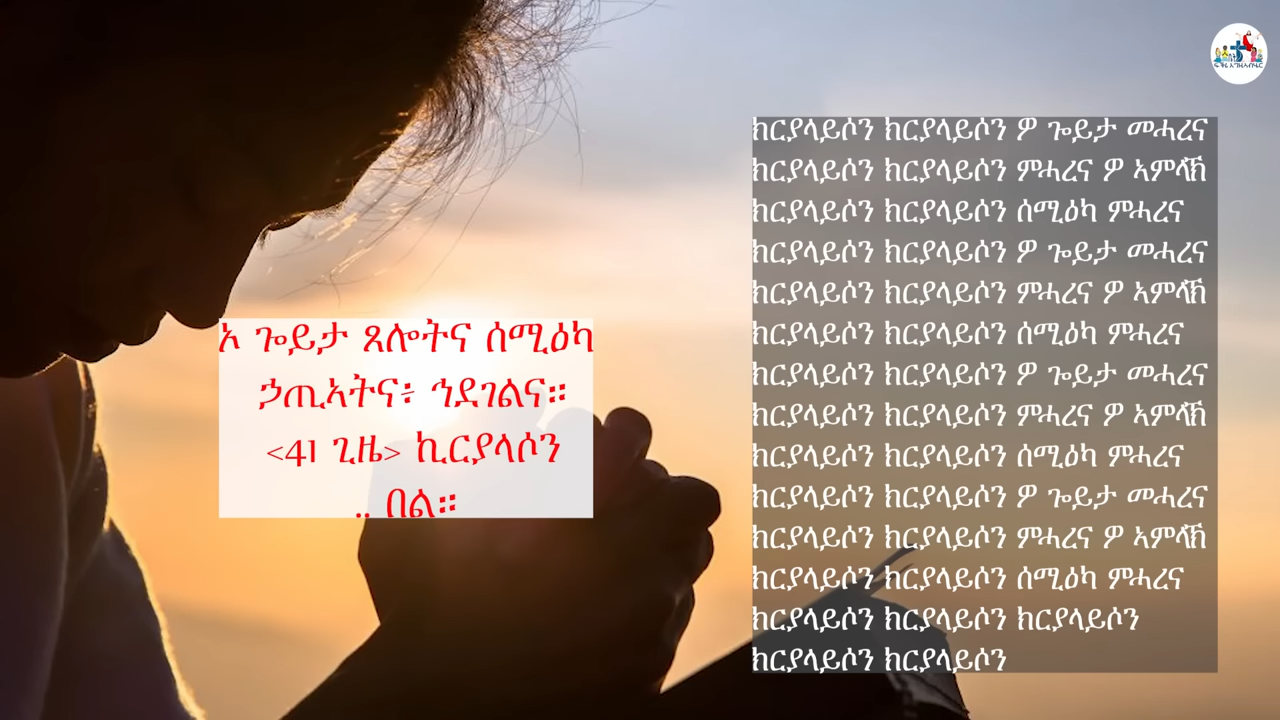 ኦ ጐይታ ጸሎትና ሰሚዕካ
ኃጢኣትና፥ ኅደገልና።
<41 ጊዜ> ኪርያላሶን
.. በል።
ክርያላይሶን ክርያላይሶን ዎ ጐይታ መሓረና
ክርያላይሶን ክርያላይሶን ምሓረና ዎ ኣምላኽ
ክርያላይሶን ክርያላይሶን ሰሚዕካ ምሓረና
ክርያላይሶን ክርያላይሶን ዎ ጐይታ መሓረና
ክርያላይሶን ክርያላይሶን ምሓረና ዎ ኣምላኽ
ክርያላይሶን ክርያላይሶን ሰሚዕካ ምሓረና
ክርያላይሶን ክርያላይሶን ዎ ጐይታ መሓረና
ክርያላይሶን ክርያላይሶን ምሓረና ዎ ኣምላኽ
ክርያላይሶን ክርያላይሶን ሰሚዕካ ምሓረና
ክርያላይሶን ክርያላይሶን ዎ ጐይታ መሓረና
ክርያላይሶን ክርያላይሶን ምሓረና ዎ ኣምላኽ
ክርያላይሶን ክርያላይሶን ሰሚዕካ ምሓረና
ክርያላይሶን ክርያላይሶን ክርያላይሶን
ክርያላይሶን ክርያላይሶን